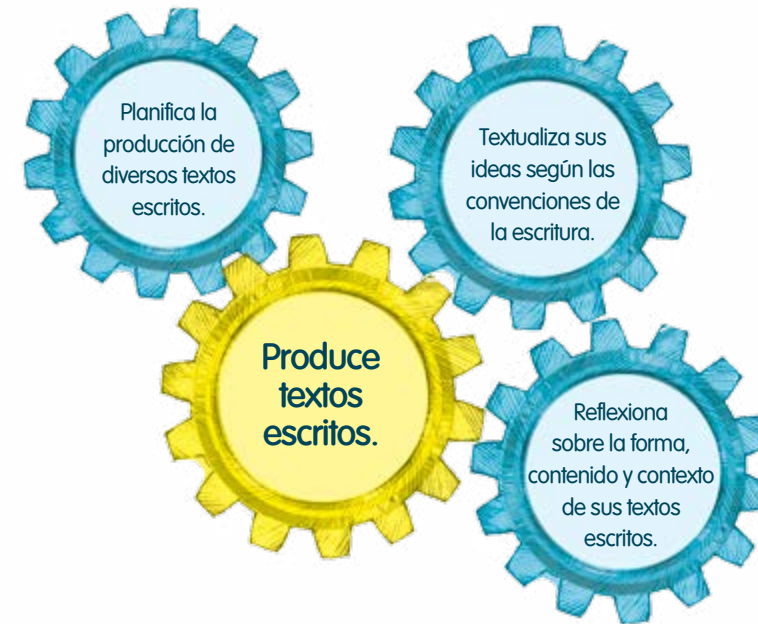 Planifica la
producción de
diversos textos
escritos.
Textualiza sus
ideas según las
convenciones de
la escritura.
Produce
textos
escritos.
Reflexiona
sobre la forma,
contenido y contexto
de sus textos
escritos.